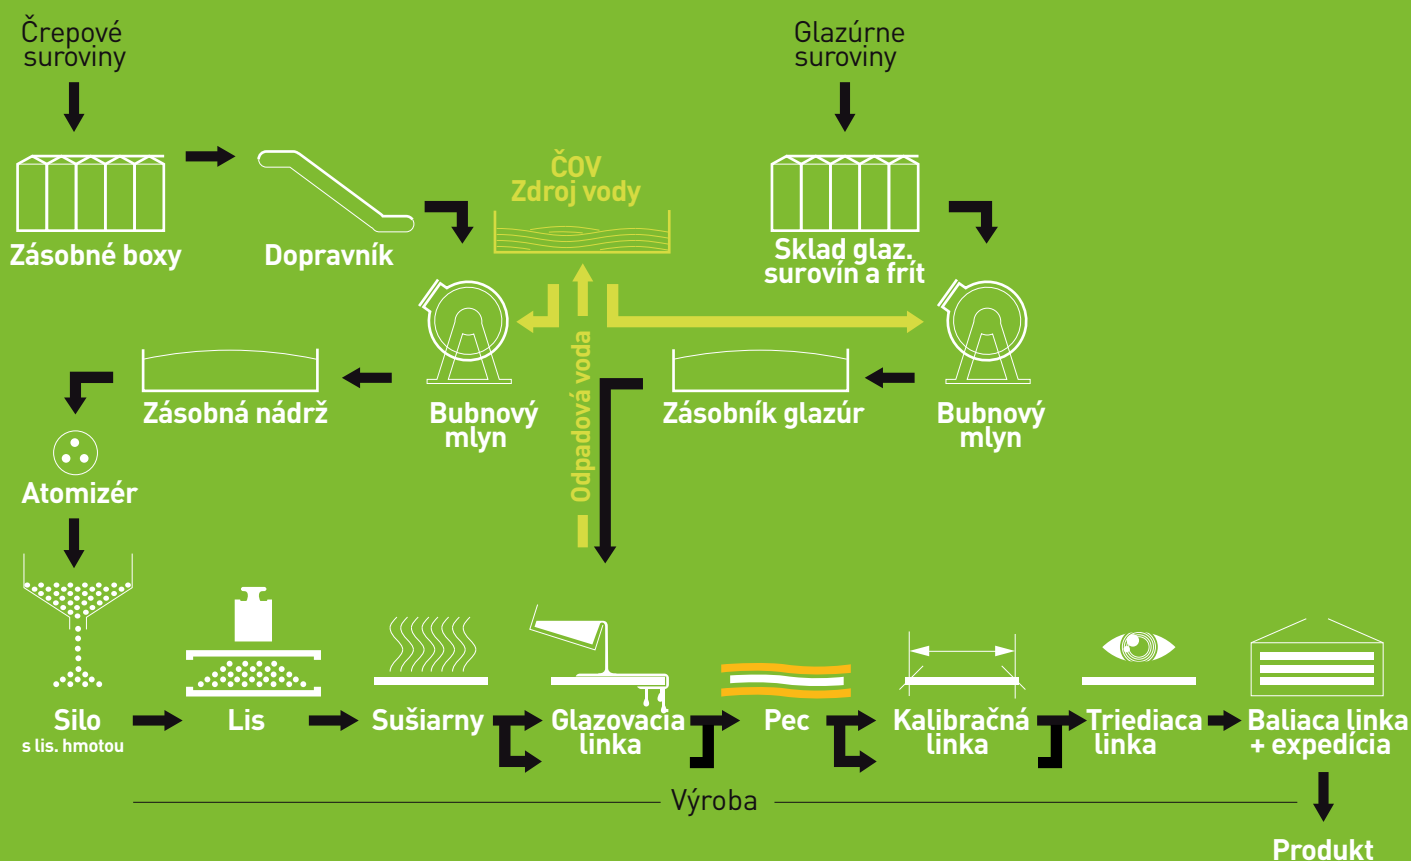 Črepové
suroviny
Glazúrne
suroviny
ČOV
Zdroj vody
Zásobné boxy
Dopravník
Sklad glaz.
surovín a frít
Odpadová voda
Zásobná nádrž
Bubnový
mlyn
Zásobník glazúr
Bubnový
mlyn
Atomizér
Silo
s lis. hmotou
Lis
Sušiarny
Glazovacia
linka
Pec
Kalibračná
linka
Triediaca
linka
Baliaca linka
+ expedícia
Výroba
Produkt